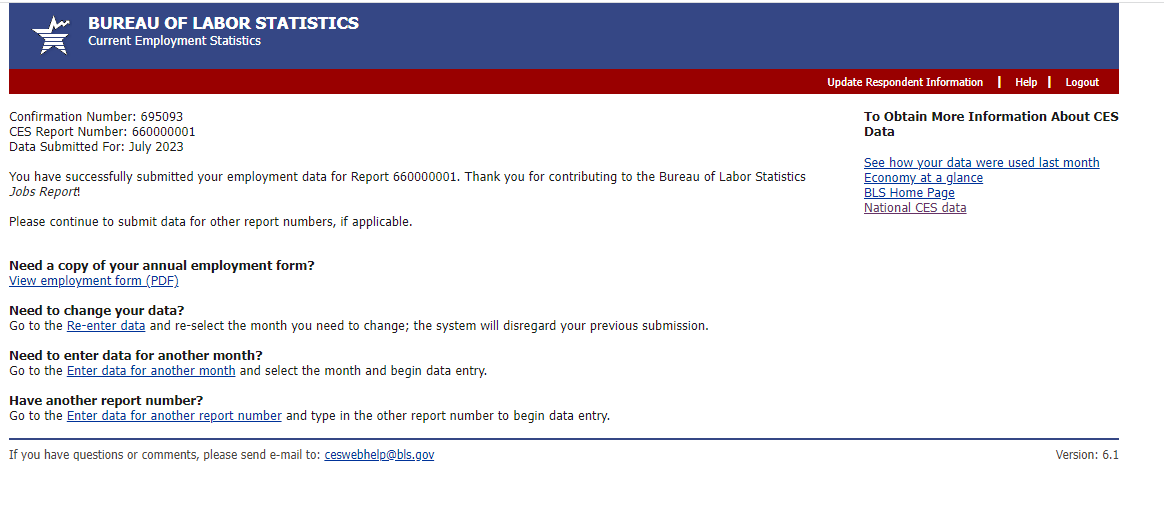 BUREAU OF LABOR STATISTICS
Current Employment Statistics
Update Respondent Information | Help | Logout
Confirmation Number: 695093
CES Report Number: 660000001
Data Submitted For: July 2023
You have successfully submitted your employment data for Report 660000001. Thank you for contributing to the Bureau of Labor Statistics
Jobs Report!
Please continue to submit data for other report numbers, if applicable.
Need a copy of your annual employment form?
View employment form (PDF)
Need to change your data?
Go to the Re-enter data and re-select the month you need to change; the system will disregard your previous submission.
Need to enter data for another month?
Go to the Enter data for another month and select the month and begin data entry.
Have another report number?
Go to the Enter data for another report number and type in the other report number to begin data entry.
To Obtain More Information About CES
Data
See how your data were used last month
Economy at a glance
BLS Home Page
National CES data
If you have questions or comments, please send e-mail to: ceswebhelp@bls.gov
Version: 6.1